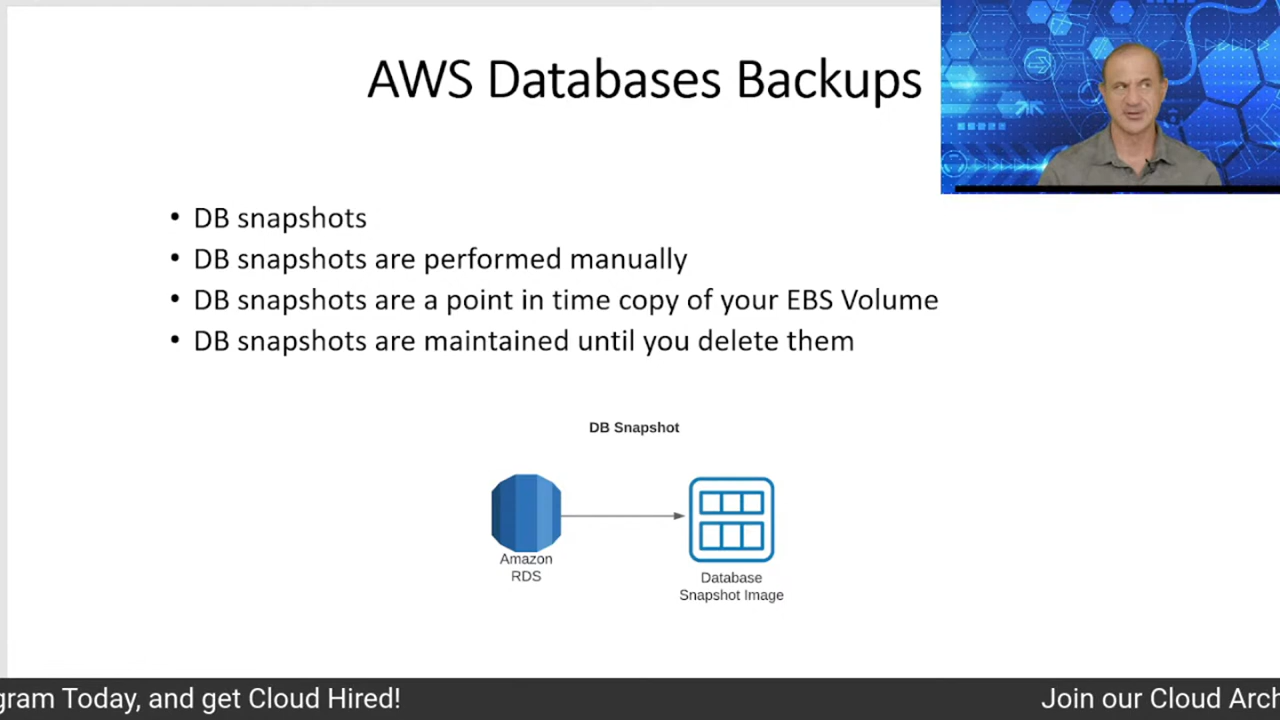 AWS Databases Backups
• DB snapshots
• DB snapshots are performed manually
• DB snapshots are a point in time copy of your EBS Volume
• DB snapshots are maintained until you delete them
DB Snapshot
Amazon
RDS
Database
Snapshot Image
gram Today, and get Cloud Hired!
Join our Cloud Arch